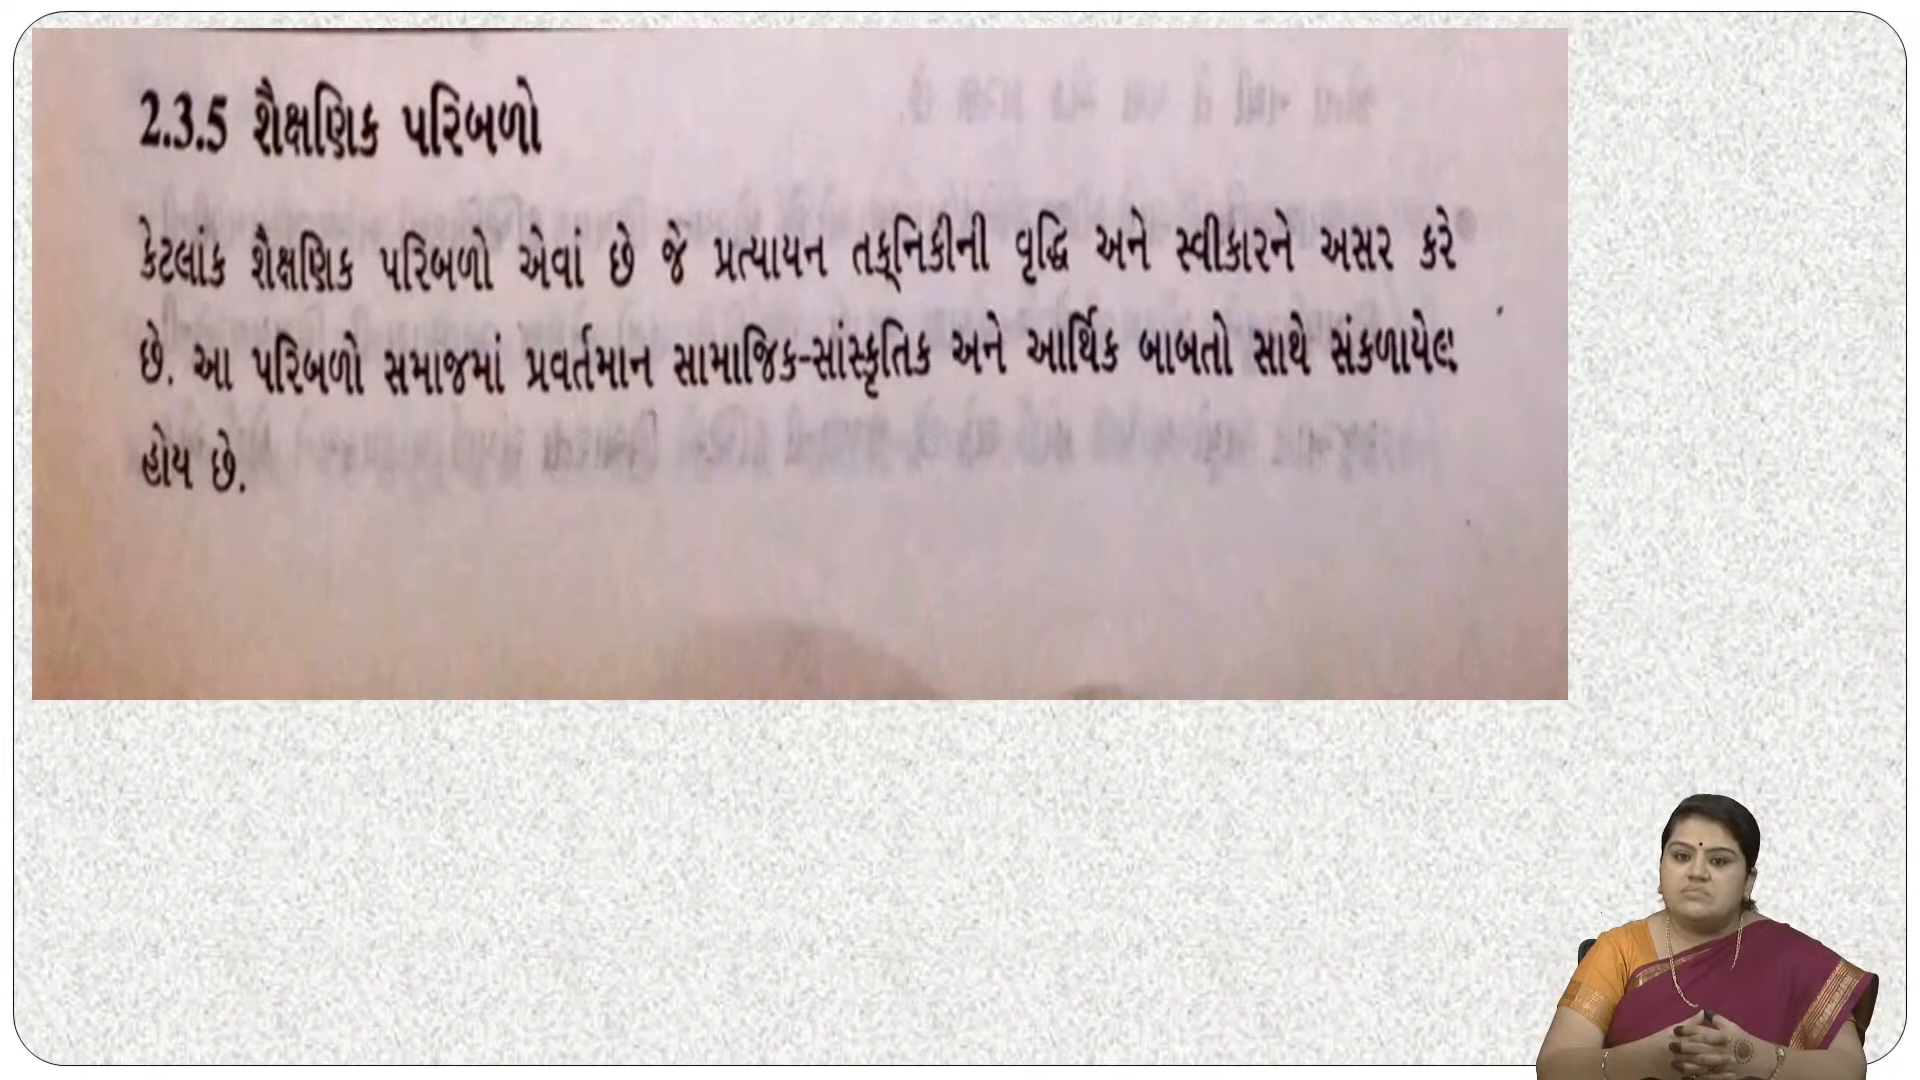 2.3.5 શૈક્ષણિક પરિબળો
કેટલાંક શૈક્ષણિક પરિબળો એવાં છે જે પ્રત્યાયન તક્નિકીની વૃદ્ધિ અને સ્વીકારને અસર કરે
છે. આ પરિબળો સમાજમાં પ્રવર્તમાન સામાજિક-સાંસ્કૃતિક અને આર્થિક બાબતો સાથે સંકળાયેલ
હોય છે.